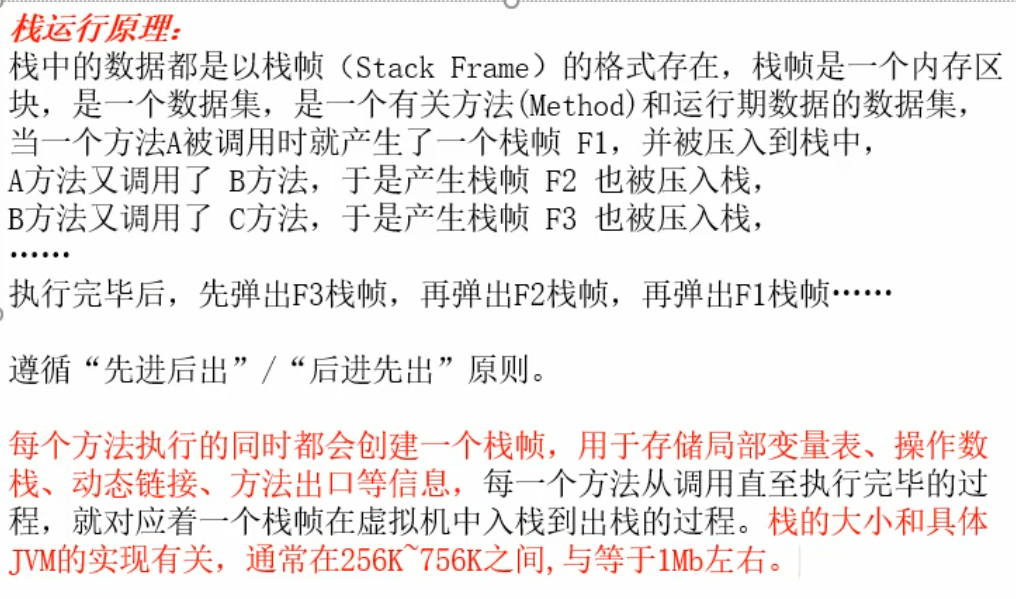 栈运行原理：
栈中的数据都是以栈帧（Stack Frame）的格式存在，栈帧是一个内存区
块，是一个数据集，是一个有关方法(Method)和运行期数据的数据集，
当一个方法A被调用时就产生了一个栈帧 F1，并被压入到栈中，
A方法又调用了 B方法，于是产生栈帧 F2 也被压入栈，
B方法又调用了 C方法，于是产生栈帧 F3 也被压入栈，
……
执行完毕后，先弹出F3栈帧，再弹出F2栈帧，再弹出F1栈帧……
遵循“先进后出”/“后进先出”原则。
每个方法执行的同时都会创建一个栈帧，用于存储局部变量表、操作数
栈、动态链接、方法出口等信息，每一个方法从调用直至执行完毕的过
程，就对应着一个栈帧在虚拟机中入栈到出栈的过程。栈的大小和具体
JVM的实现有关，通常在256K~756K之间,与等于1Mb左右。